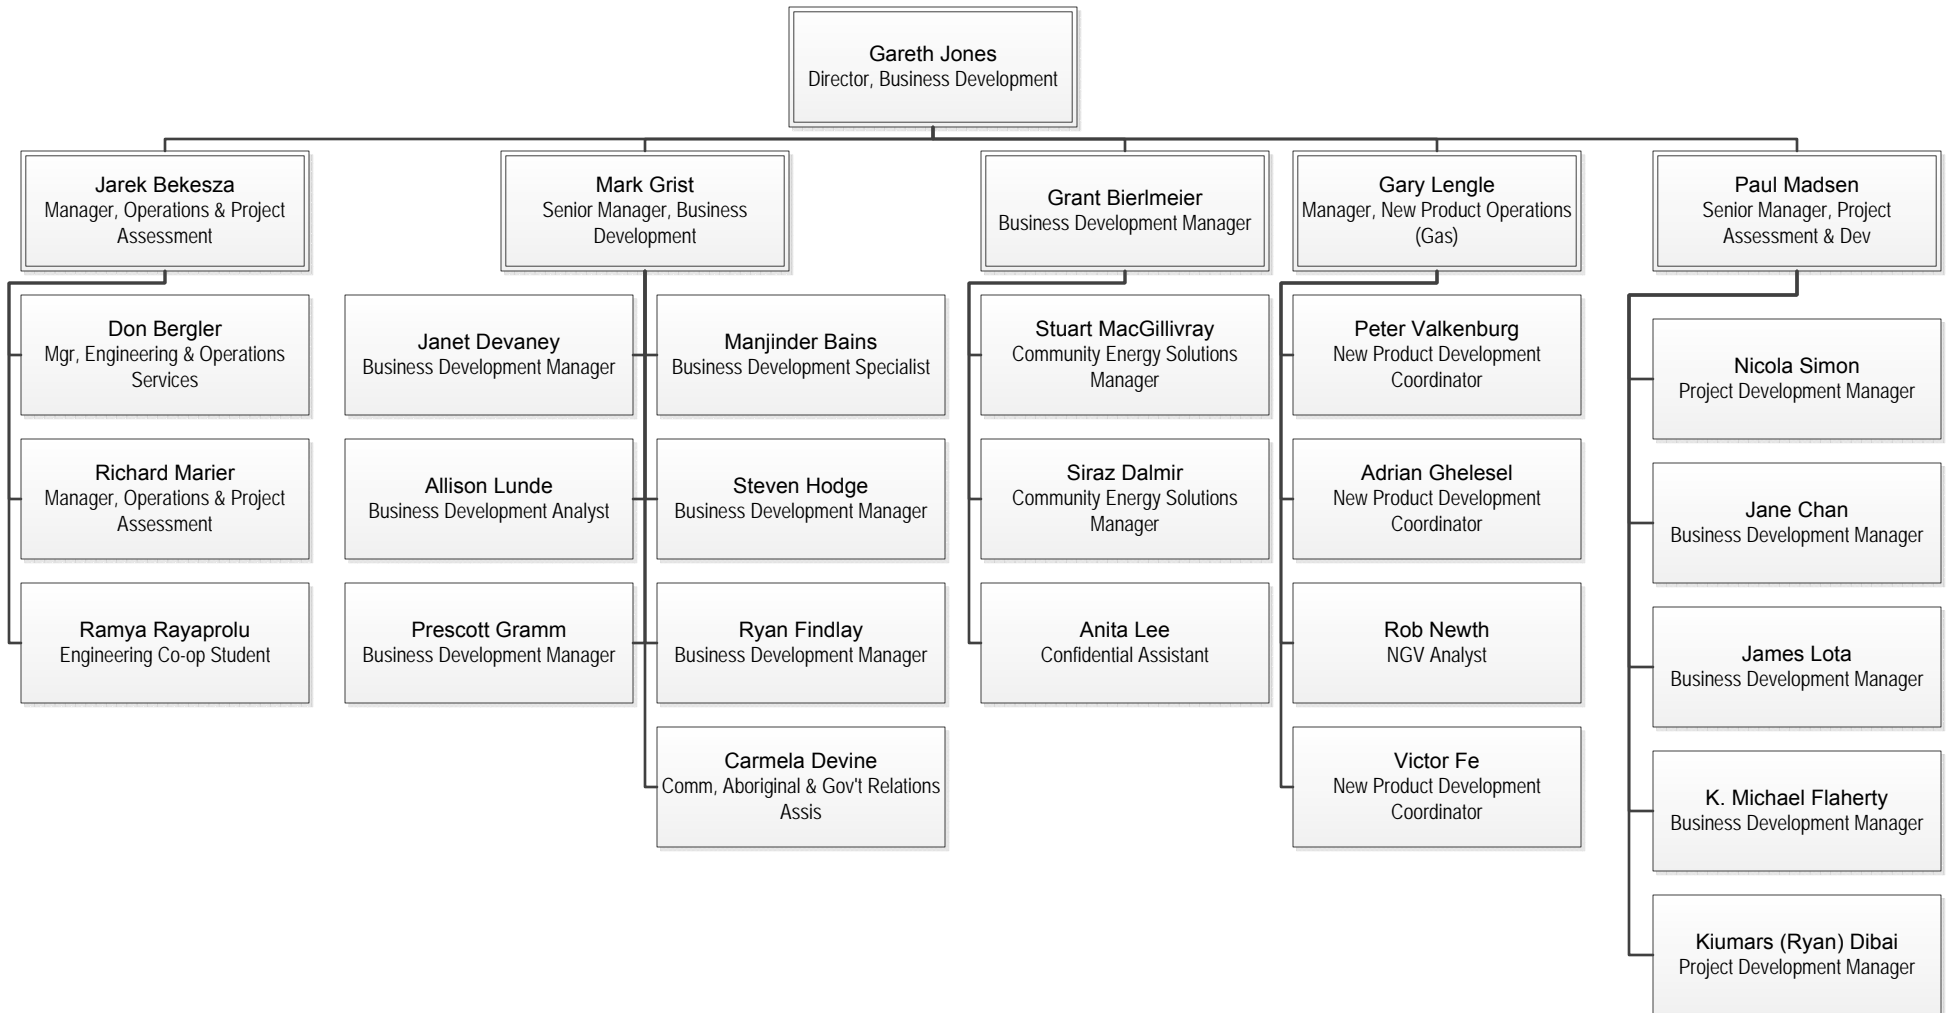 Gareth Jones
Director, Business Development
Jarek Bekesza
Manager, Operations & Project
Assessment
Mark Grist
Senior Manager, Business
Development
Grant Bierlmeier
Business Development Manager
Gary Lengle
Manager, New Product Operations
(Gas)
Paul Madsen
Senior Manager, Project
Assessment & Dev
Don Bergler
Mgr, Engineering & Operations
Services
Richard Marier
Manager, Operations & Project
Assessment
Ramya Rayaprolu
Engineering Co-op Student
Janet Devaney
Business Development Manager
Manjinder Bains
Business Development Specialist
Allison Lunde
Business Development Analyst
Steven Hodge
Business Development Manager
Prescott Gramm
Business Development Manager
Ryan Findlay
Business Development Manager
Carmela Devine
Comm, Aboriginal & Gov't Relations
Assis
Stuart MacGillivray
Community Energy Solutions
Manager
Siraz Dalmir
Community Energy Solutions
Manager
Anita Lee
Confidential Assistant
Peter Valkenburg
New Product Development
Coordinator
Adrian Ghelesel
New Product Development
Coordinator
Rob Newth
NGV Analyst
Victor Fe
New Product Development
Coordinator
Nicola Simon
Project Development Manager
Jane Chan
Business Development Manager
James Lota
Business Development Manager
K. Michael Flaherty
Business Development Manager
Kiumars (Ryan) Dibai
Project Development Manager